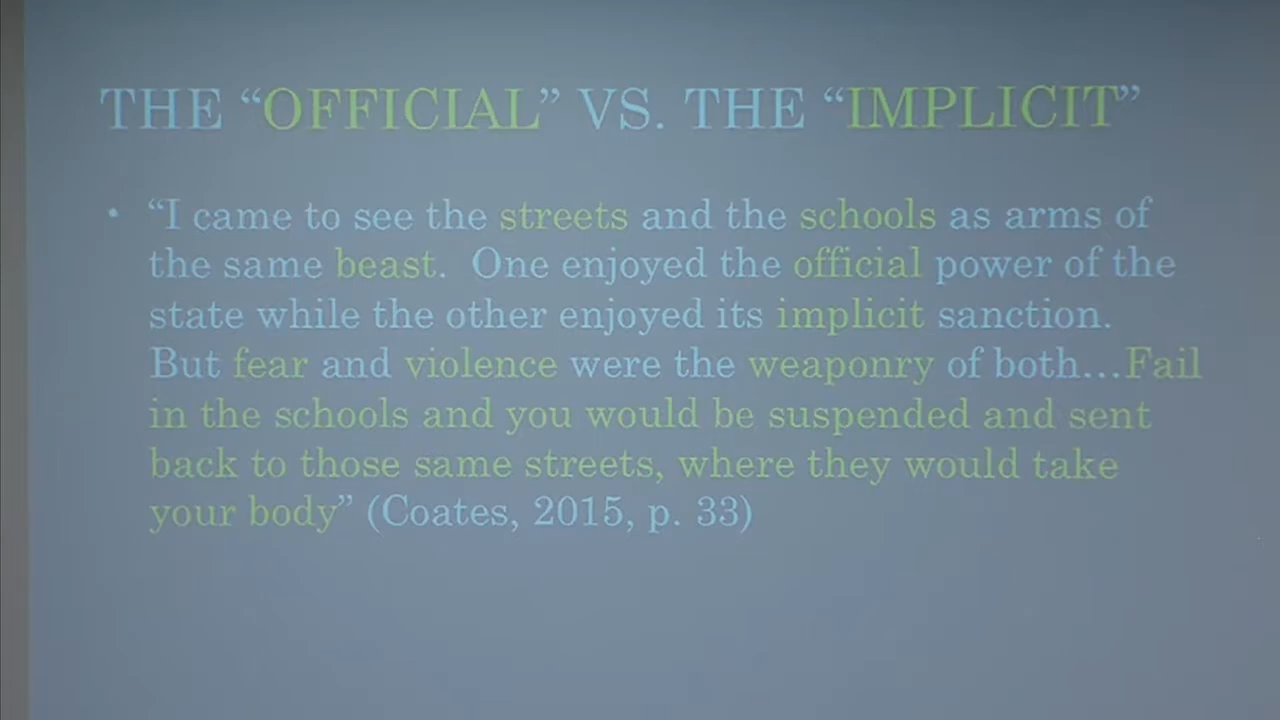 THE “OFFICIAL” VS. THE “IMPLICIT”
• “I came to see the streets and the schools as arms of
the same beast. One enjoyed the official power of the
state while the other enjoyed its implicit sanction.
But fear and violence were the weaponry of both…Fail
in the schools and you would be suspended and sent
back to those same streets, where they would take
your body” (Coates, 2015, p. 33)